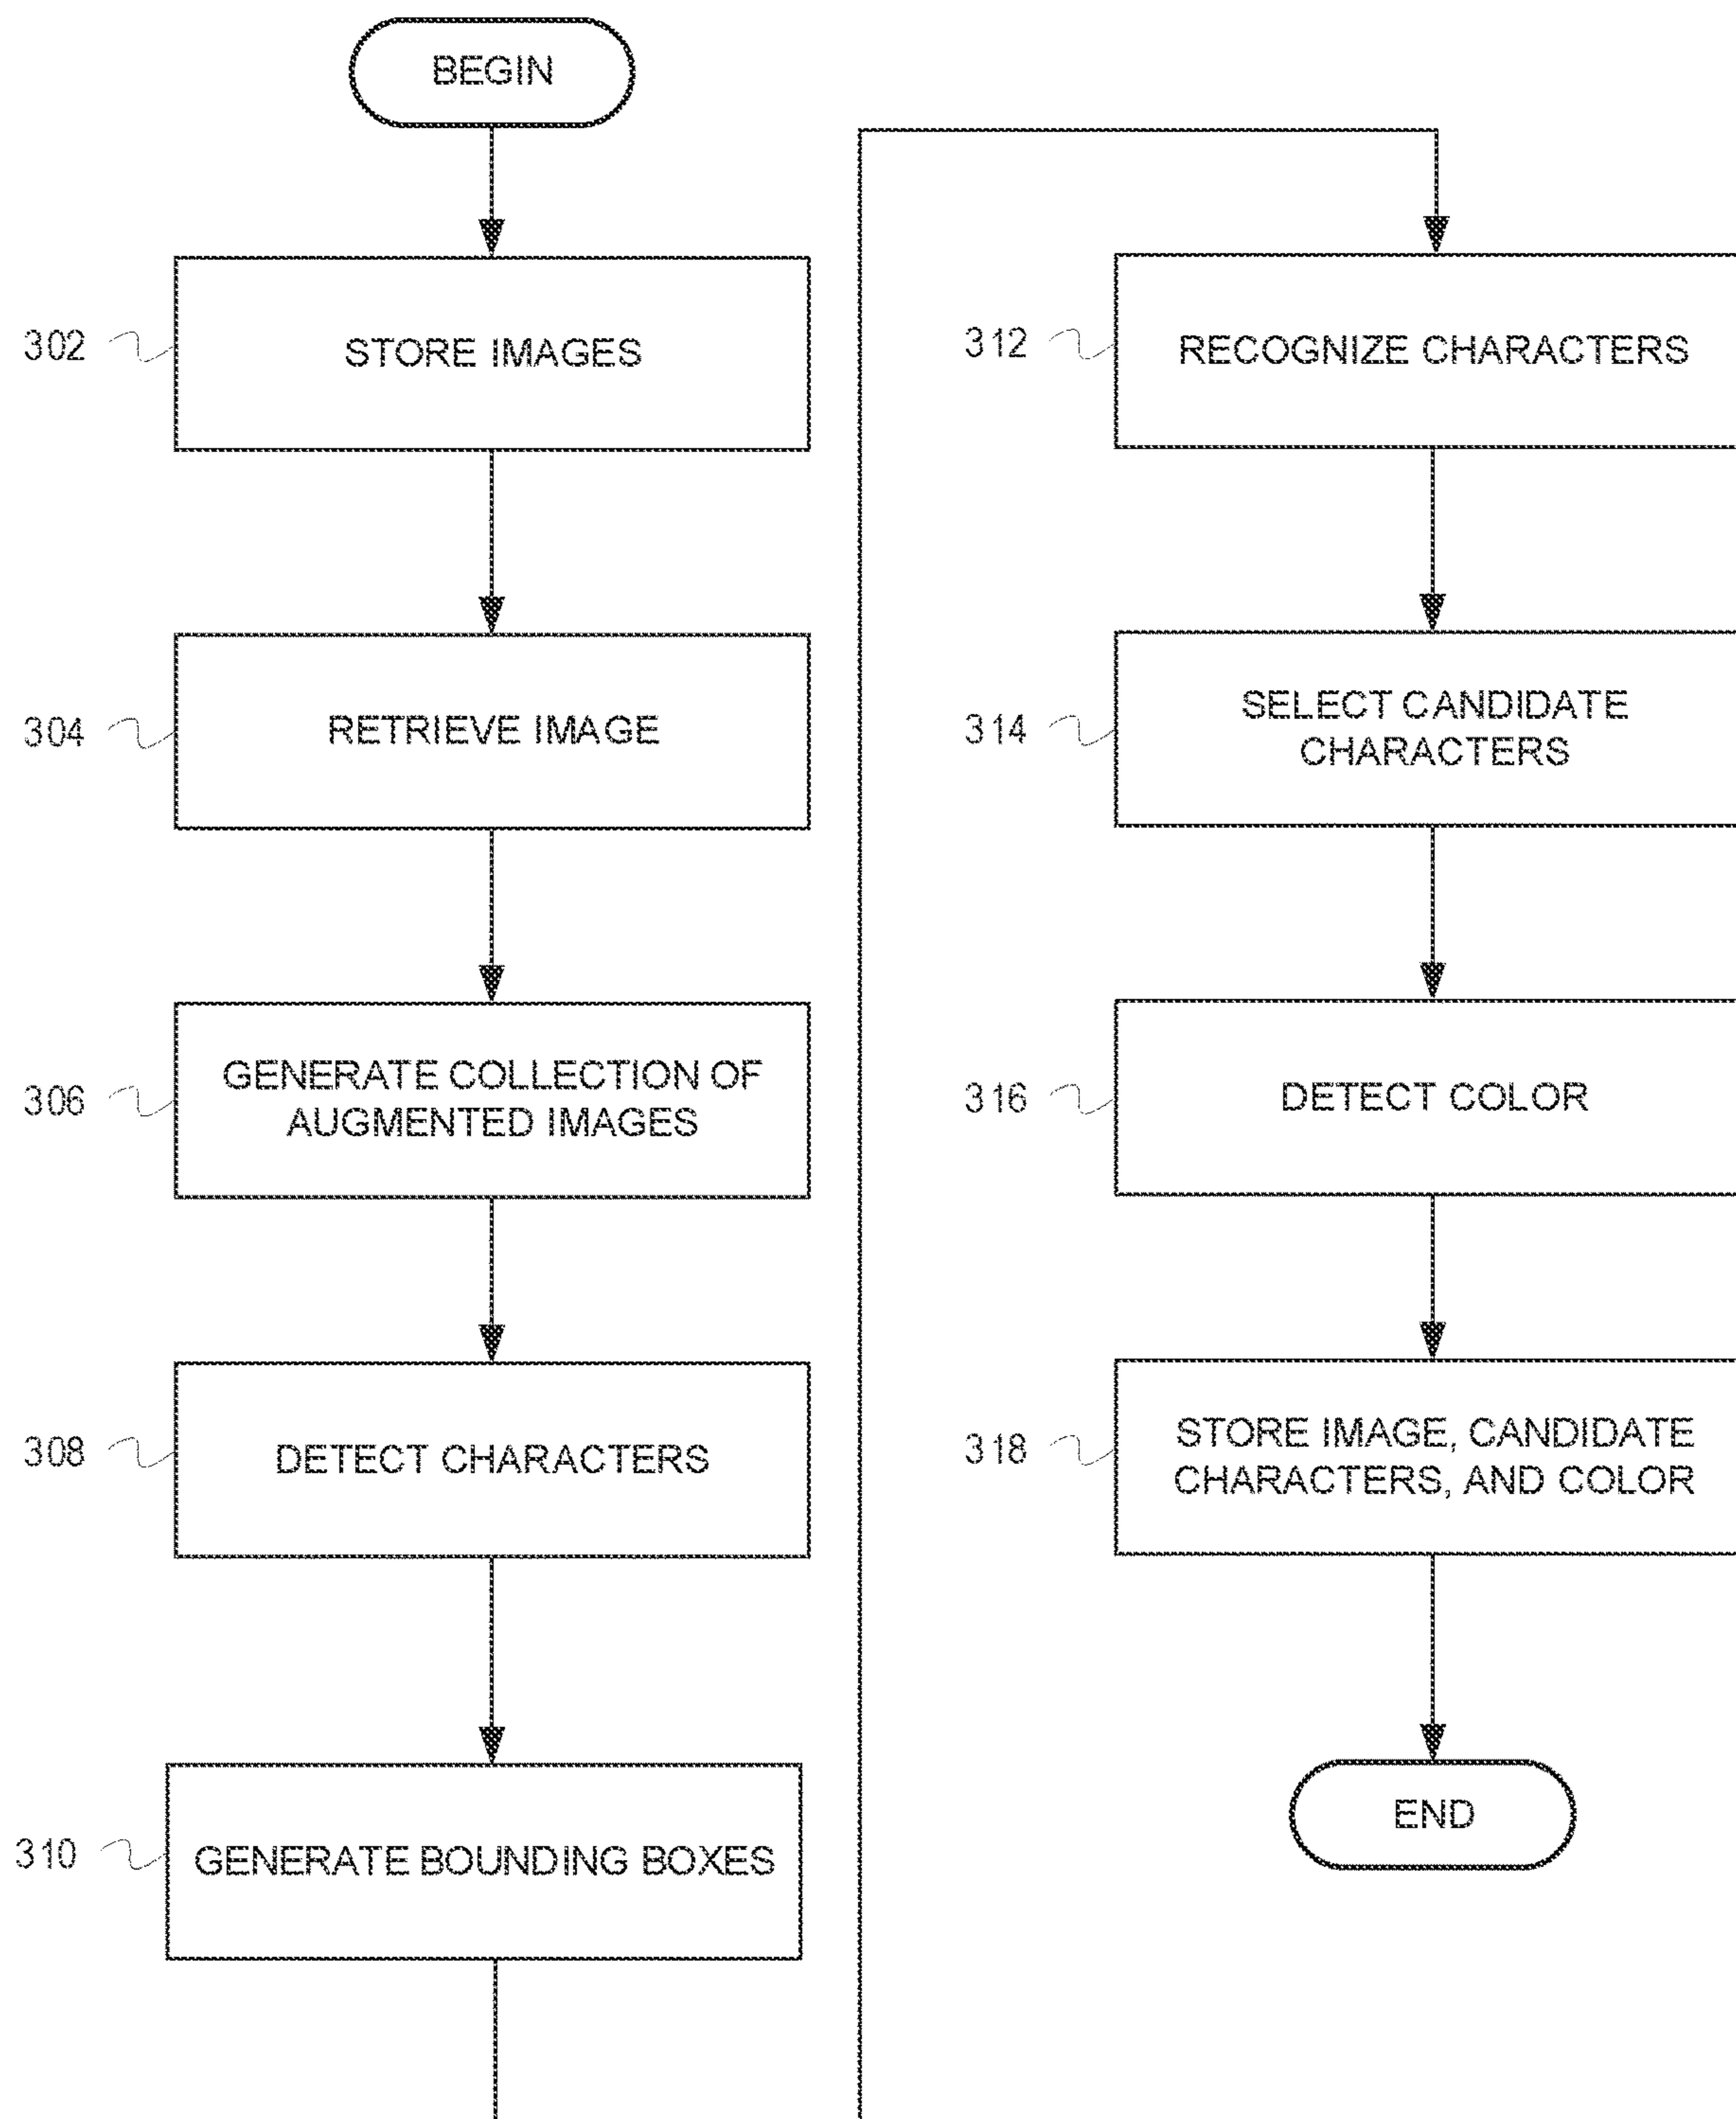 BEGIN
302
STORE IMAGES
304
RETRIEVE IMAGE
306
GENERATE COLLECTION OF
AUGMENTED IMAGES
308
DETECT CHARACTERS
310
GENERATE BOUNDING BOXES
312
RECOGNIZE CHARACTERS
314
SELECT CANDIDATE
CHARACTERS
316
DETECT COLOR
318
STORE IMAGE, CANDIDATE
CHARACTERS, AND COLOR
END